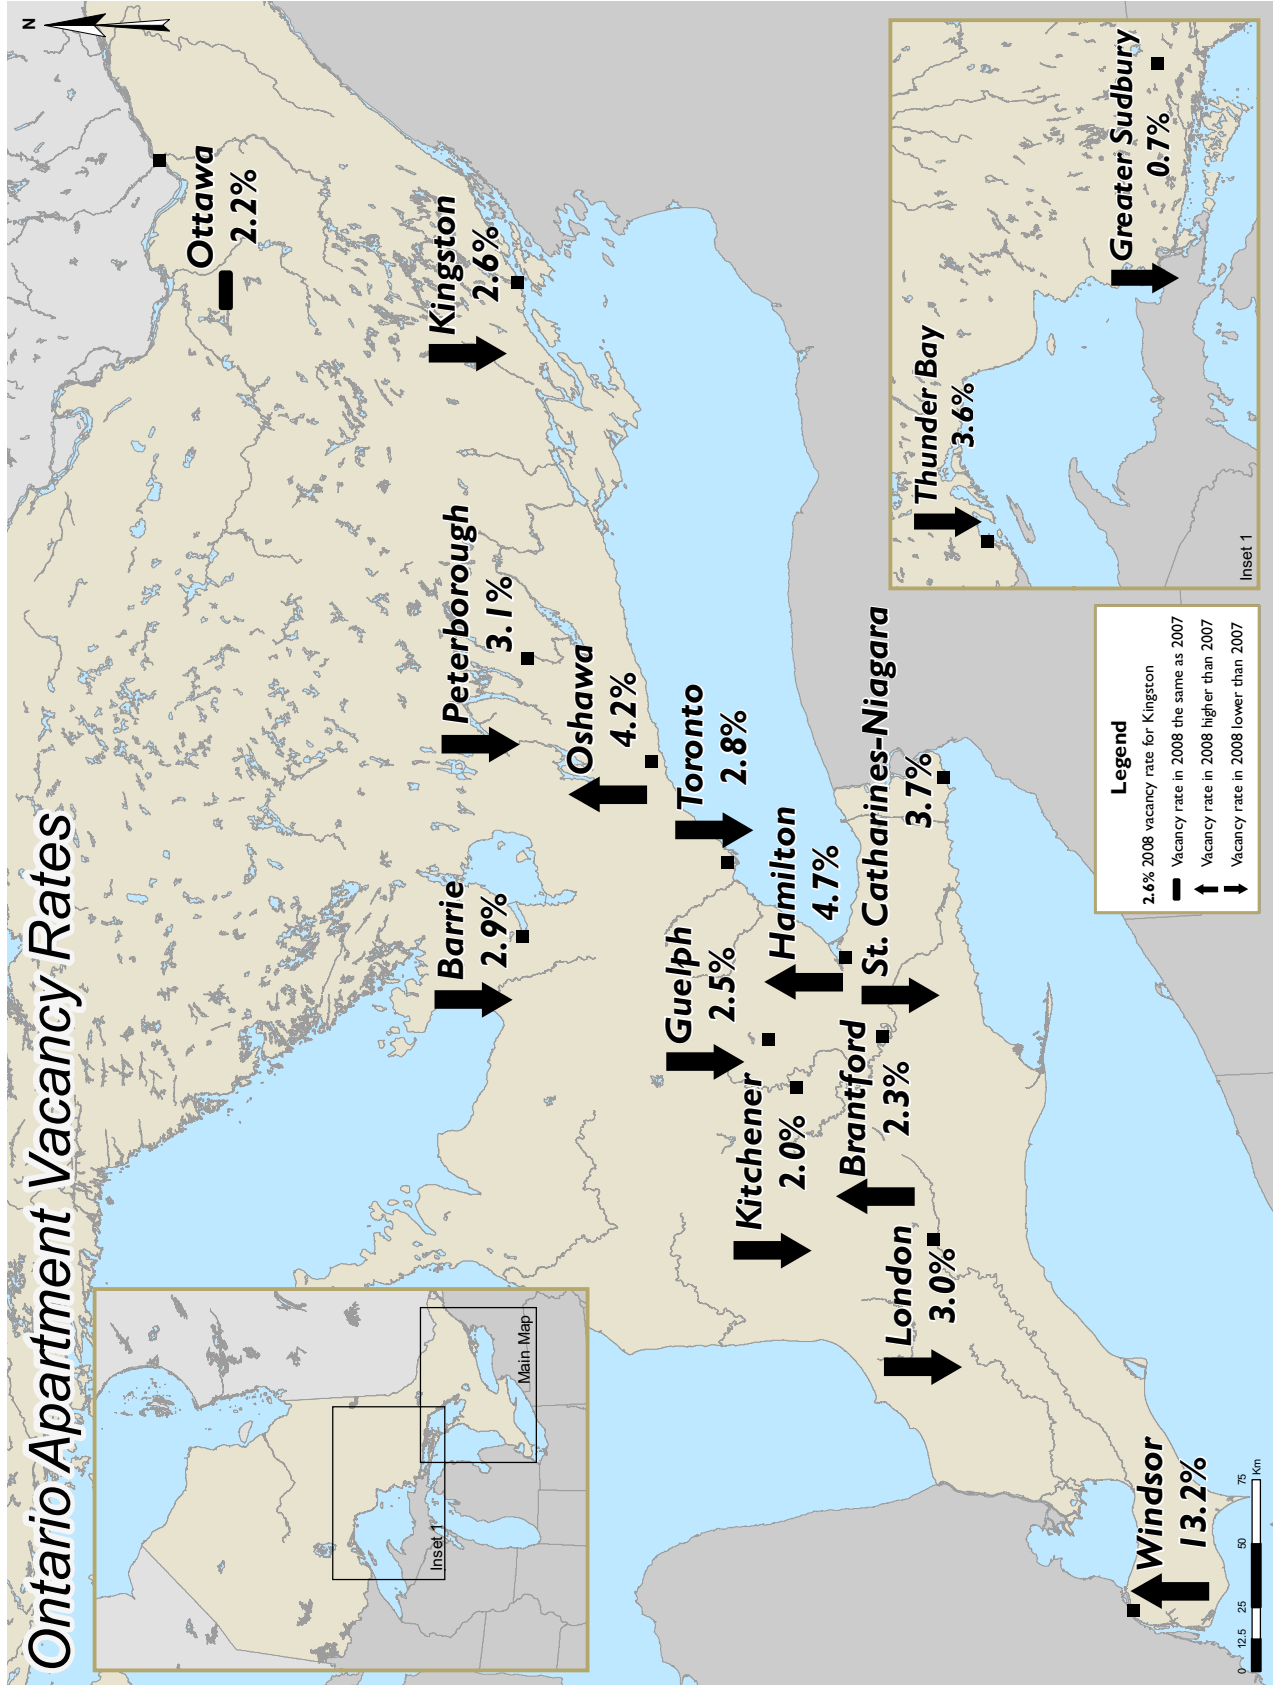 Ontario Apartment Vacancy Rates
N
Ottawa
2.2%
Kingston
2.6%
Peterborough
3.1%
Oshawa
4.2%
Barrie
2.9%
Toronto
2.8%
Guelph
2.5%
Hamilton
4.7%
Kitchener
2.0%
St. Catharines-Niagara
3.7%
Brantford
2.3%
London
3.0%
Windsor
13.2%
Main Map
Inset 1
Thunder Bay
3.6%
Greater Sudbury
0.7%
Inset 1
Legend
2.6% 2008 vacancy rate for Kingston
Vacancy rate in 2008 the same as 2007
Vacancy rate in 2008 higher than 2007
Vacancy rate in 2008 lower than 2007
0 12.5 25 50 75
Km